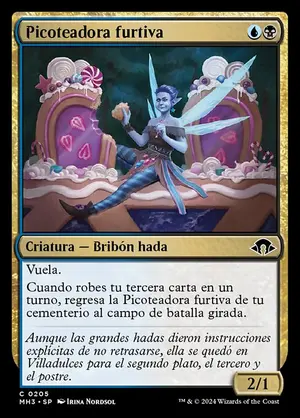 Picoteadora furtiva
Criatura — Bribón hada
Vuela.
Cuando robes tu tercera carta en un
turno, regresa la Picoteadora furtiva de tu
cementerio al campo de batalla girada.
Aunque las grandes hadas dieron instrucciones
explícitas de no retrasarse, ella se quedó en
Villadulces para el segundo plato, el tercero y
el postre.
2/1
C 0205
MH3 • SP Irina Nordsol
™ & © 2024 Wizards of the Coast